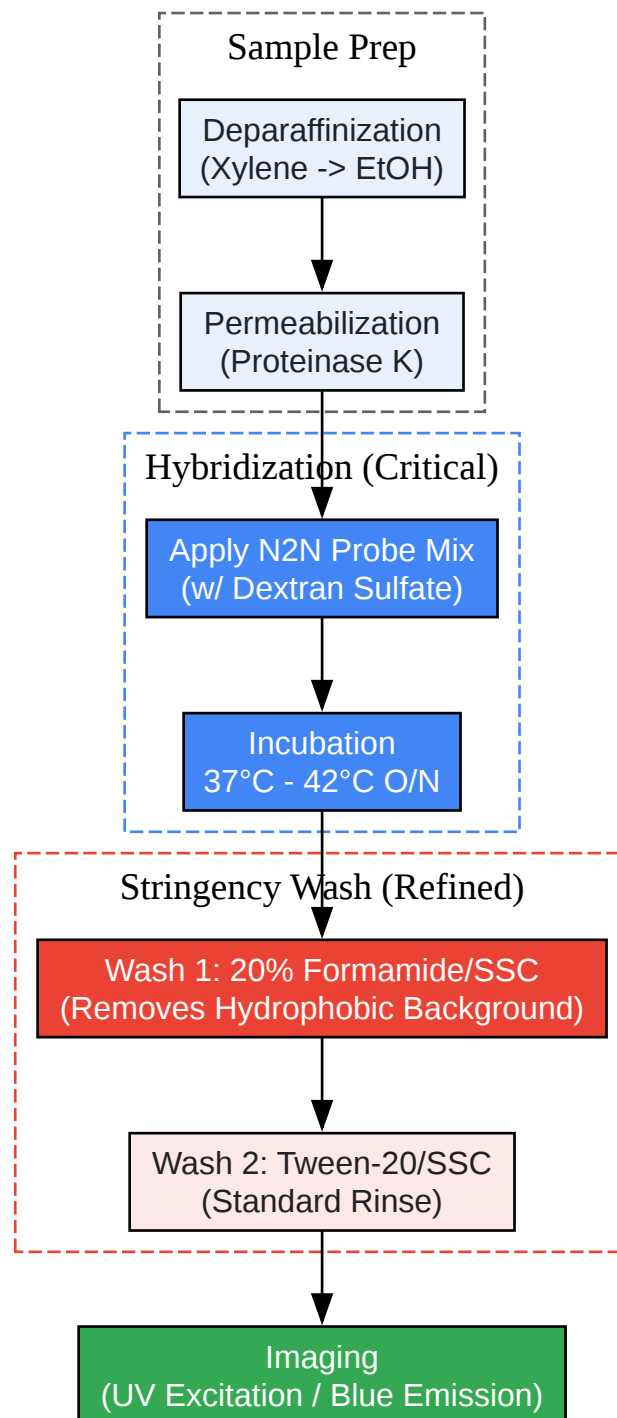 Sample Prep
Deparaffinization
(Xylene -> EtOH)
Permeabilization
(Proteinase K)
Hybridization (Critical)
Apply N2N Probe Mix
(w/ Dextran Sulfate)
Incubation
37°C - 42°C O/N
Stringency Wash (Refined)
Wash 1: 20% Formamide/SSC
(Removes Hydrophobic Background)
Wash 2: Tween-20/SSC
(Standard Rinse)
Imaging
(UV Excitation / Blue Emission)